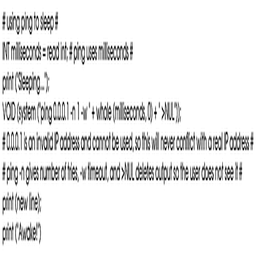 # using ping to sleep #
INT milliseconds = read int; # ping uses milliseconds #
print ("Sleeping...");
VOID (system ("ping 0.0.0.1 -n 1 -w " + whole (milliseconds, 0) + " >NUL"));
# 0.0.0.1 is an invalid IP address and cannot be used, so this will never conflict with a real IP address #
# ping -n gives number of tries, -w timeout, and >NUL deletes output so the user does not see it #
print (new line);
print ("Awake!")